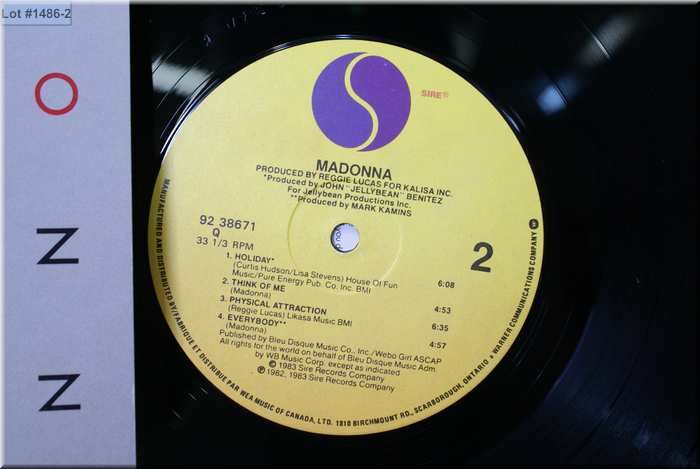 Lot #1486-2
O
N
N
SIRE®
MADONNA
PRODUCED BY REGGIE LUCAS FOR KALISA INC.
*Produced by JOHN "JELLYBEAN" BENITEZ
For Jellybean Productions Inc.
**Produced by MARK KAMINS
92 38671
Q
33 1/3 RPM
2
1. HOLIDAY* 6:08
(Curtis Hudson/Lisa Stevens) House Of Fun
Music/Pure Energy Pub. Co. Inc. BMI
2. THINK OF ME 4:53
(Madonna)
3. PHYSICAL ATTRACTION 6:35
(Reggie Lucas) Likasa Music BMI
4. EVERYBODY** 4:57
(Madonna)
Published by Bleu Disque Music Co., Inc./Webo Girl ASCAP
All rights for the world on behalf of Bleu Disque Music Adm.
by WB Music Corp. except as indicated
© 1983 Sire Records Company
℗ 1982, 1983 Sire Records Company
MANUFACTURED AND DISTRIBUTED BY/FABRIQUE ET DISTRIBUE PAR WEA MUSIC OF CANADA, LTD. 1810 BIRCHMOUNT RD., SCARBOROUGH, ONTARIO A WARNER COMMUNICATIONS COMPANY